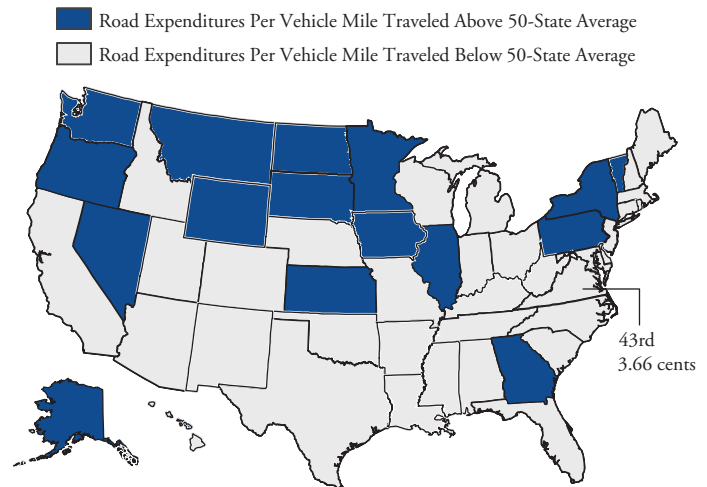 Road Expenditures Per Vehicle Mile Traveled Above 50-State Average
Road Expenditures Per Vehicle Mile Traveled Below 50-State Average
43rd
3.66 cents